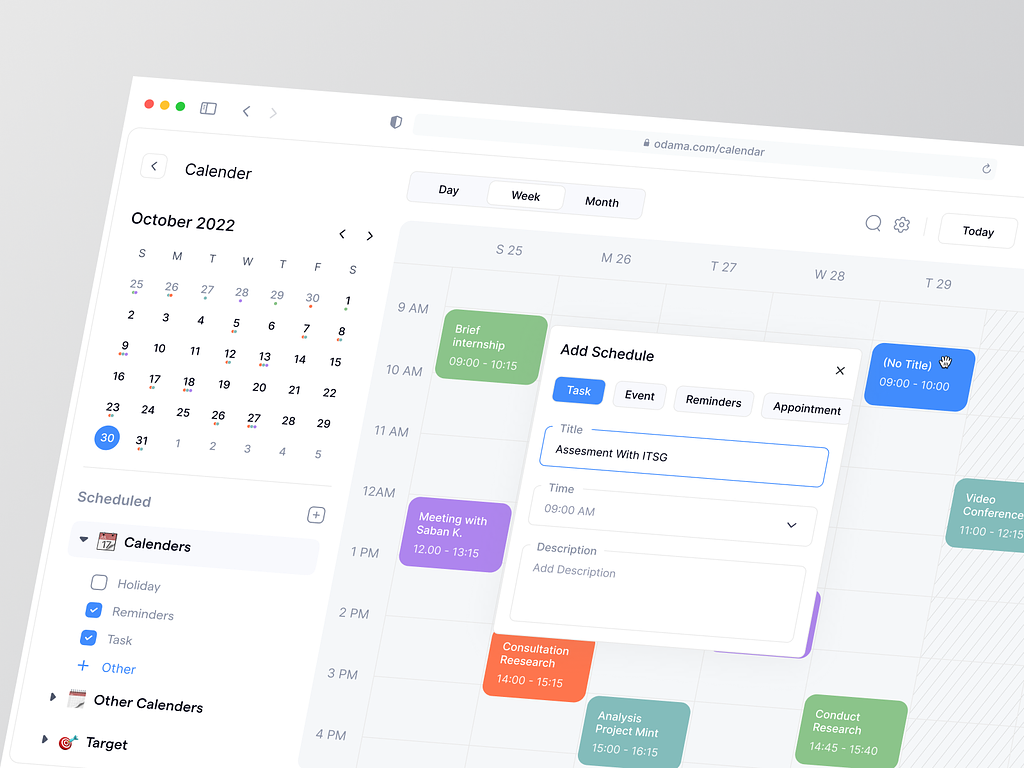 odama.com/calendar
Calender
Day
Week
Month
Today
October 2022
S M T W T F S
25 26 27 28 29 30 1
2 3 4 5 6 7 8
9 10 11 12 13 14 15
16 17 18 19 20 21 22
23 24 25 26 27 28 29
30 31 1 2 3 4 5
Scheduled
17
Calenders
Holiday
Reminders
Task
Other
Other Calenders
Target
S 25
M 26
T 27
W 28
T 29
9 AM
10 AM
11 AM
12AM
1 PM
2 PM
3 PM
4 PM
Brief
internship
09:00 - 10:15
Meeting with
Saban K.
12.00 - 13:15
Consultation
Reesearch
14:00 - 15:15
Analysis
Project Mint
15:00 - 16:15
Add Schedule
Task
Event
Reminders
Appointment
Title
Assesment With ITSG
Time
09:00 AM
Description
Add Description
(No Title)
09:00 - 10:00
Video
Conference
11:00 - 12:15
Conduct
Research
14:45 - 15:40